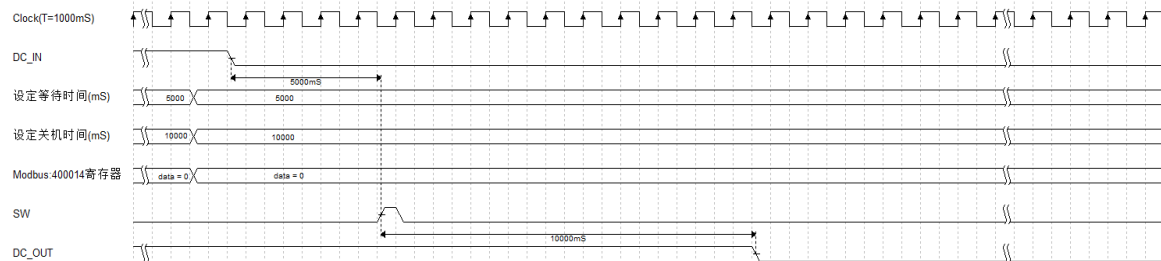 Clock(T=1000mS)
DC_IN
5000mS
设定等待时间(mS)
5000
5000
设定关机时间(mS)
10000
10000
Modbus:400014寄存器
data = 0
data = 0
SW
10000mS
DC_OUT